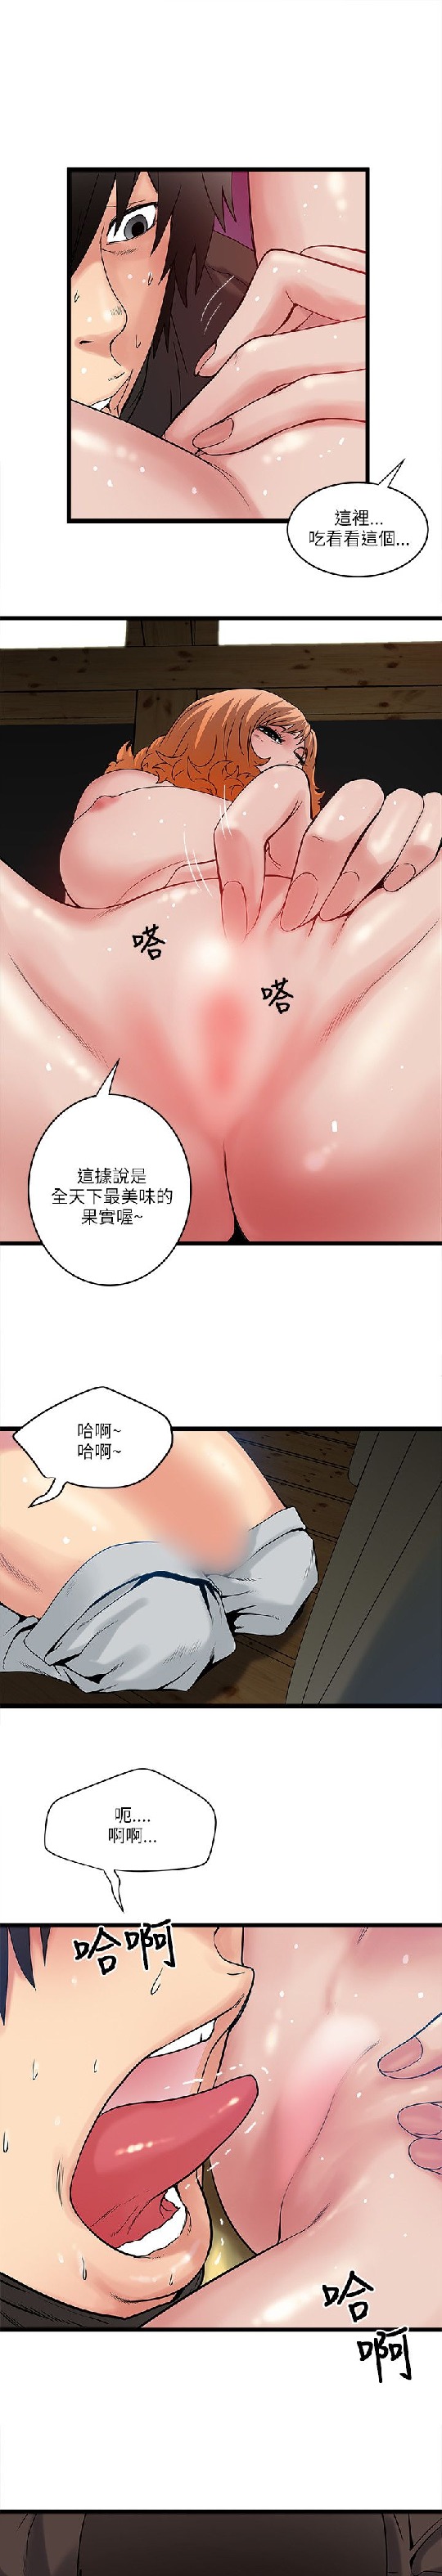 這裡...
吃看看這個...
嗒
嗒
這據說是
全天下最美味的
果實喔~
哈啊~
哈啊~
呃....
啊啊...
哈啊
哈
啊